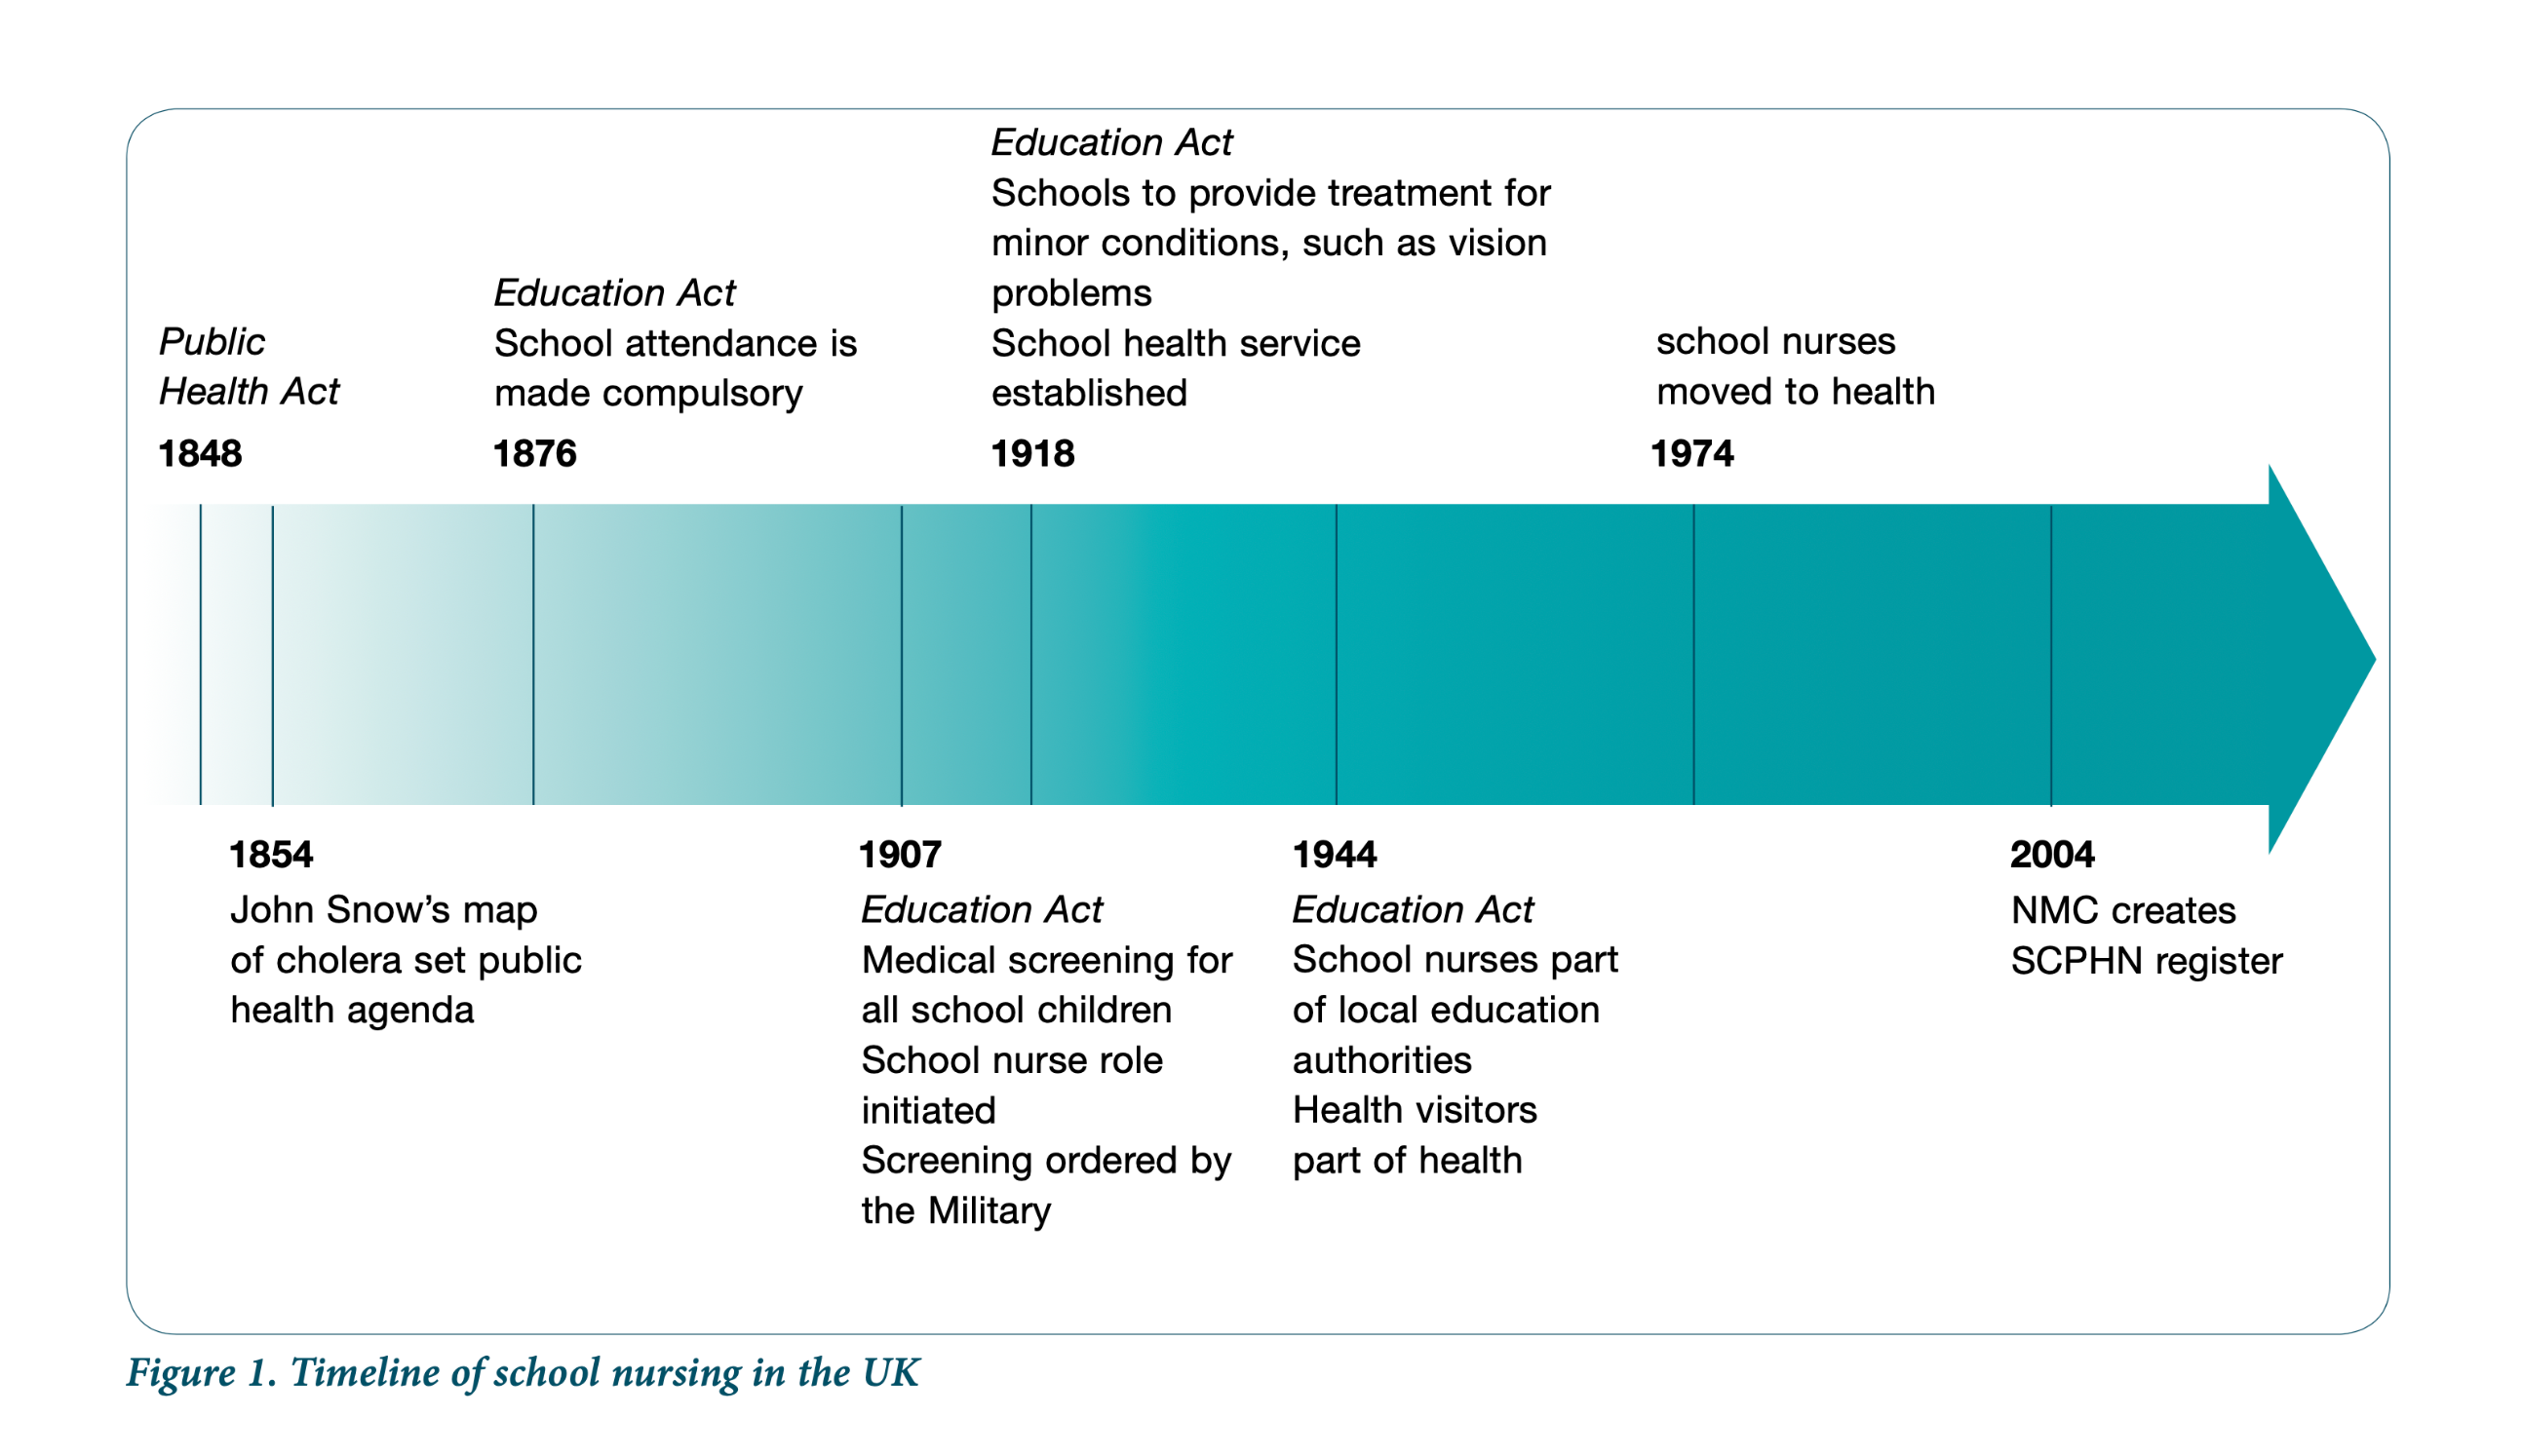 Public
Health Act
1848
Education Act
School attendance is
made compulsory
1876
Education Act
Schools to provide treatment for
minor conditions, such as vision
problems
School health service
established
1918
school nurses
moved to health
1974
1854
John Snow’s map
of cholera set public
health agenda
1907
Education Act
Medical screening for
all school children
School nurse role
initiated
Screening ordered by
the Military
1944
Education Act
School nurses part
of local education
authorities
Health visitors
part of health
2004
NMC creates
SCPHN register
Figure 1. Timeline of school nursing in the UK